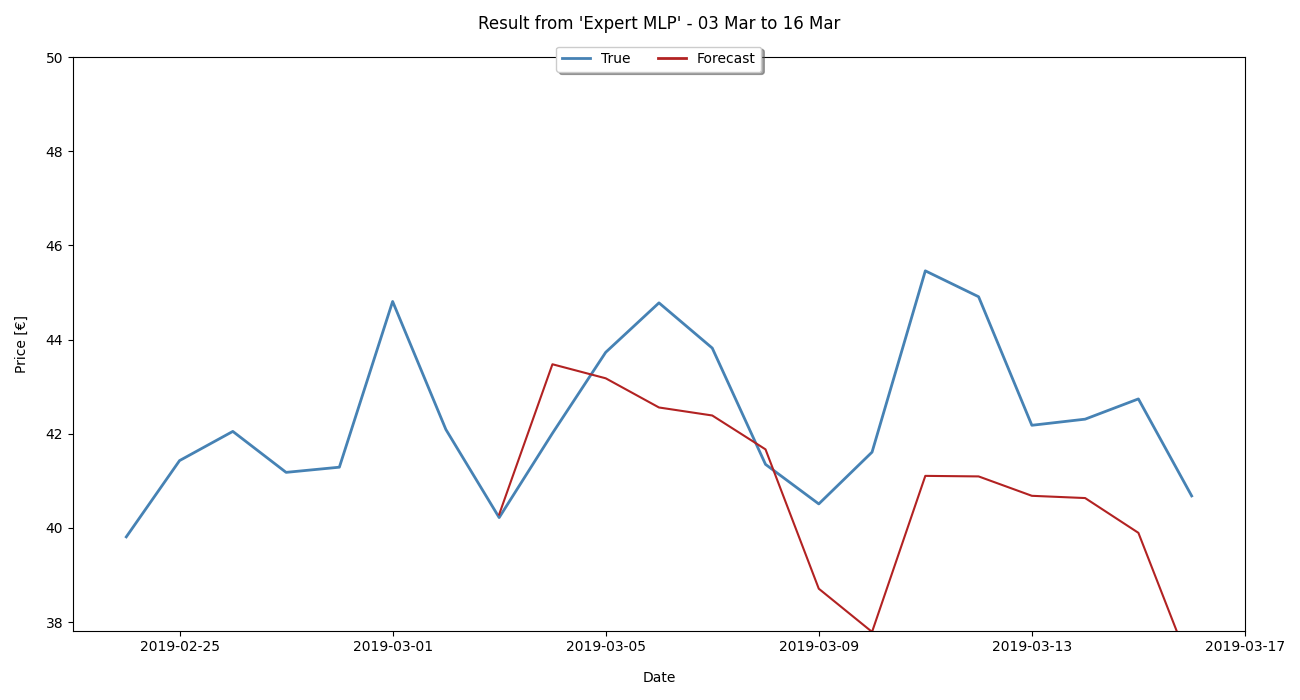 Result from 'Expert MLP' - 03 Mar to 16 Mar
True Forecast
50
48
46
44
42
40
38
Price [€]
2019-02-25 2019-03-01 2019-03-05 2019-03-09 2019-03-13 2019-03-17
Date